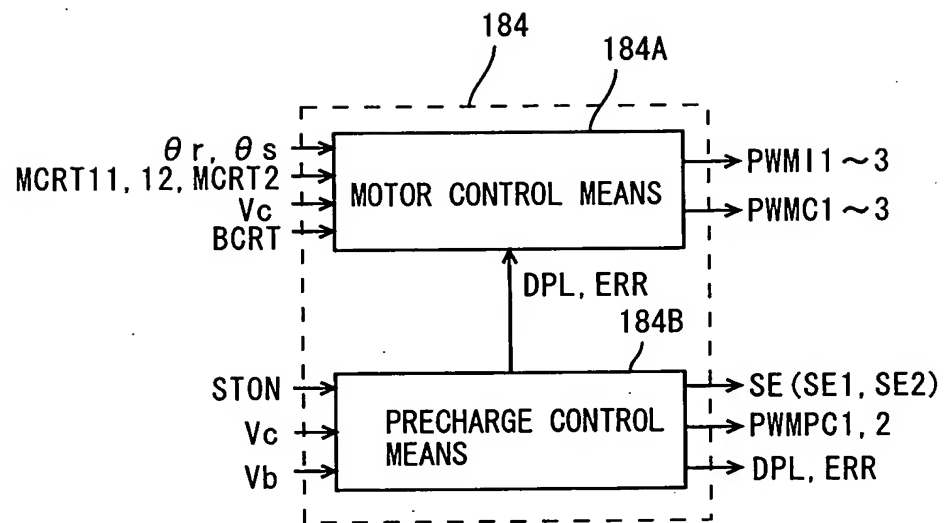 184
184A
θr, θs
MCRT11, 12, MCRT2
Vc
BCRT
MOTOR CONTROL MEANS
PWMI1～3
PWMC1～3
DPL, ERR
184B
STON
Vc
Vb
PRECHARGE CONTROL
MEANS
SE(SE1, SE2)
PWMPC1, 2
DPL, ERR